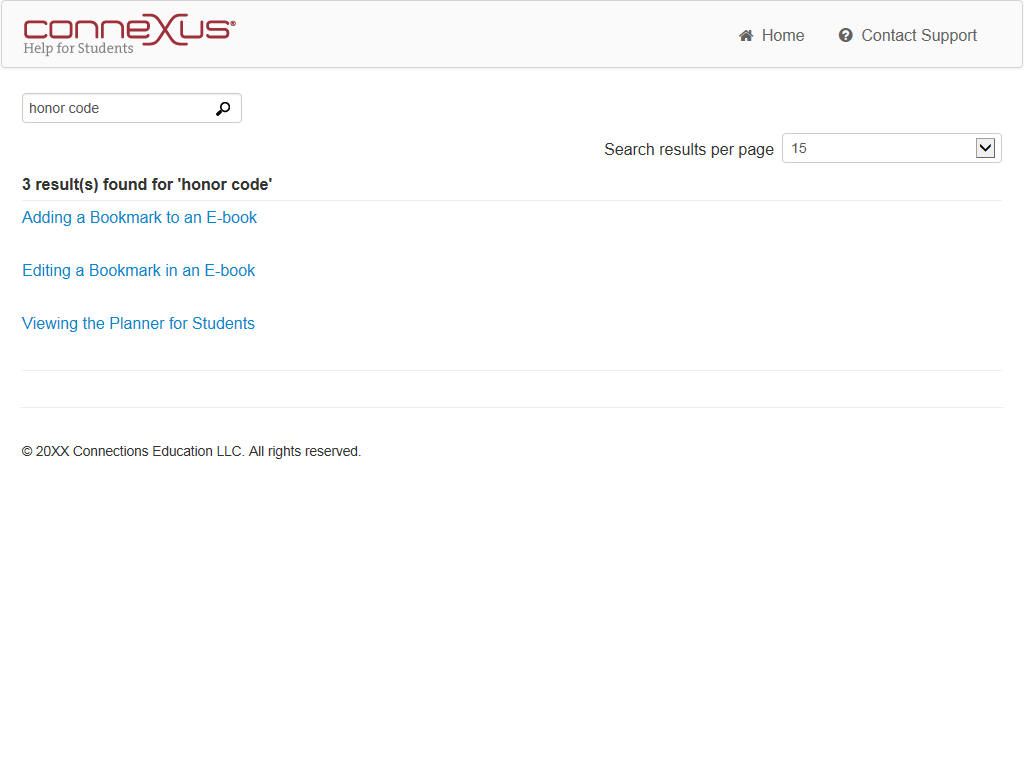 conneXus®
Help for Students
Home
Contact Support
honor code
Search results per page
15
3 result(s) found for 'honor code'
Adding a Bookmark to an E-book
Editing a Bookmark in an E-book
Viewing the Planner for Students
© 20XX Connections Education LLC. All rights reserved.